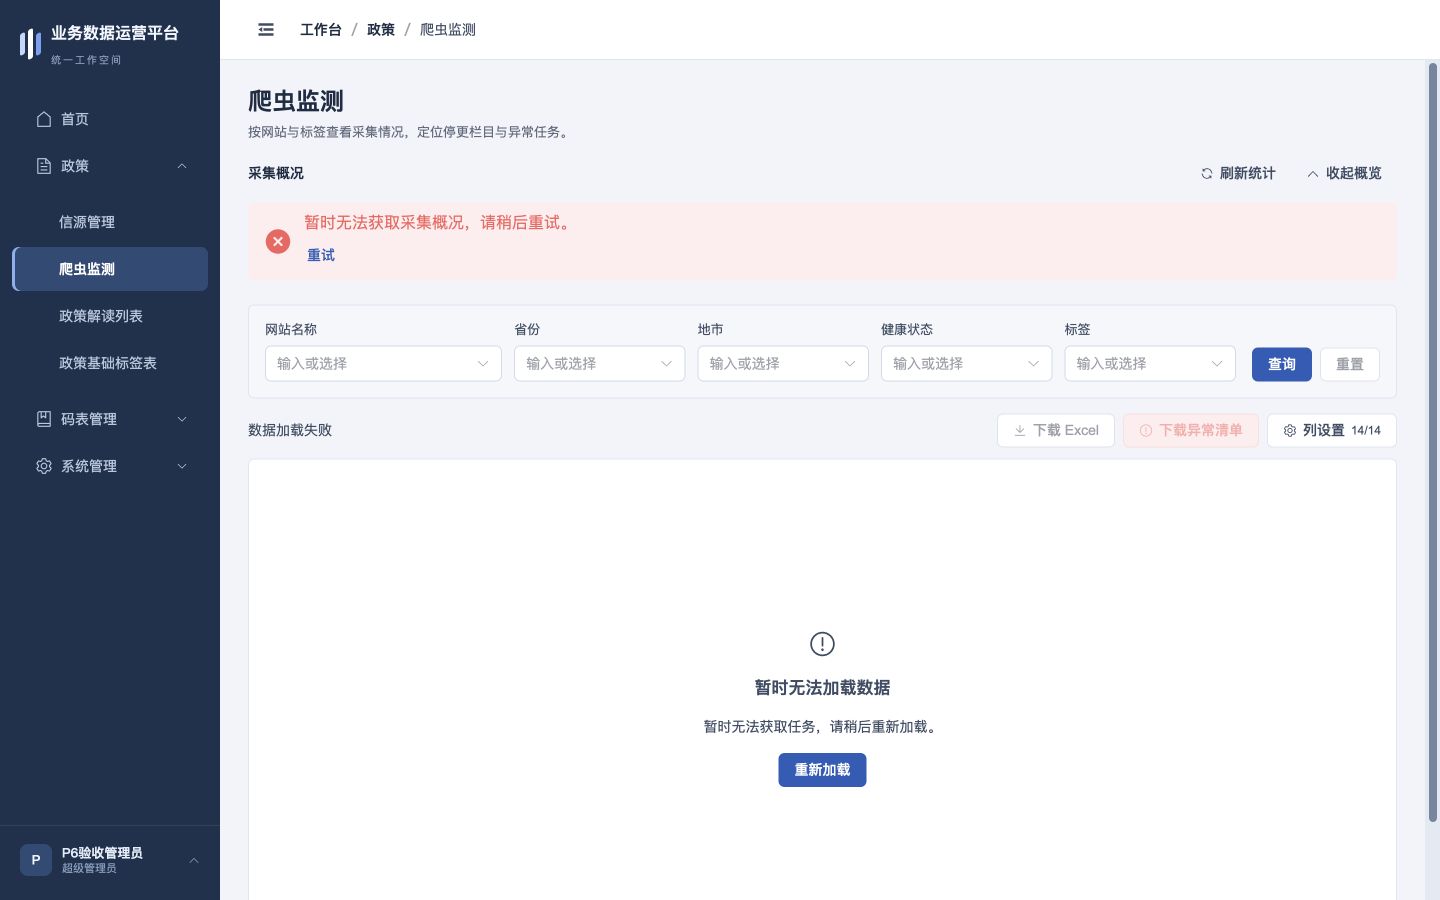 业务数据运营平台
统一工作空间
首页
政策
信源管理
爬虫监测
政策解读列表
政策基础标签表
码表管理
系统管理
P
P6验收管理员
超级管理员
工作台 / 政策 / 爬虫监测
爬虫监测
按网站与标签查看采集情况，定位停更栏目与异常任务。
采集概况
刷新统计
收起概览
暂时无法获取采集概况，请稍后重试。
重试
网站名称 省份 地市 健康状态 标签
输入或选择 输入或选择 输入或选择 输入或选择 输入或选择 查询 重置
数据加载失败
下载 Excel
下载异常清单
列设置 14/14
暂时无法加载数据
暂时无法获取任务，请稍后重新加载。
重新加载